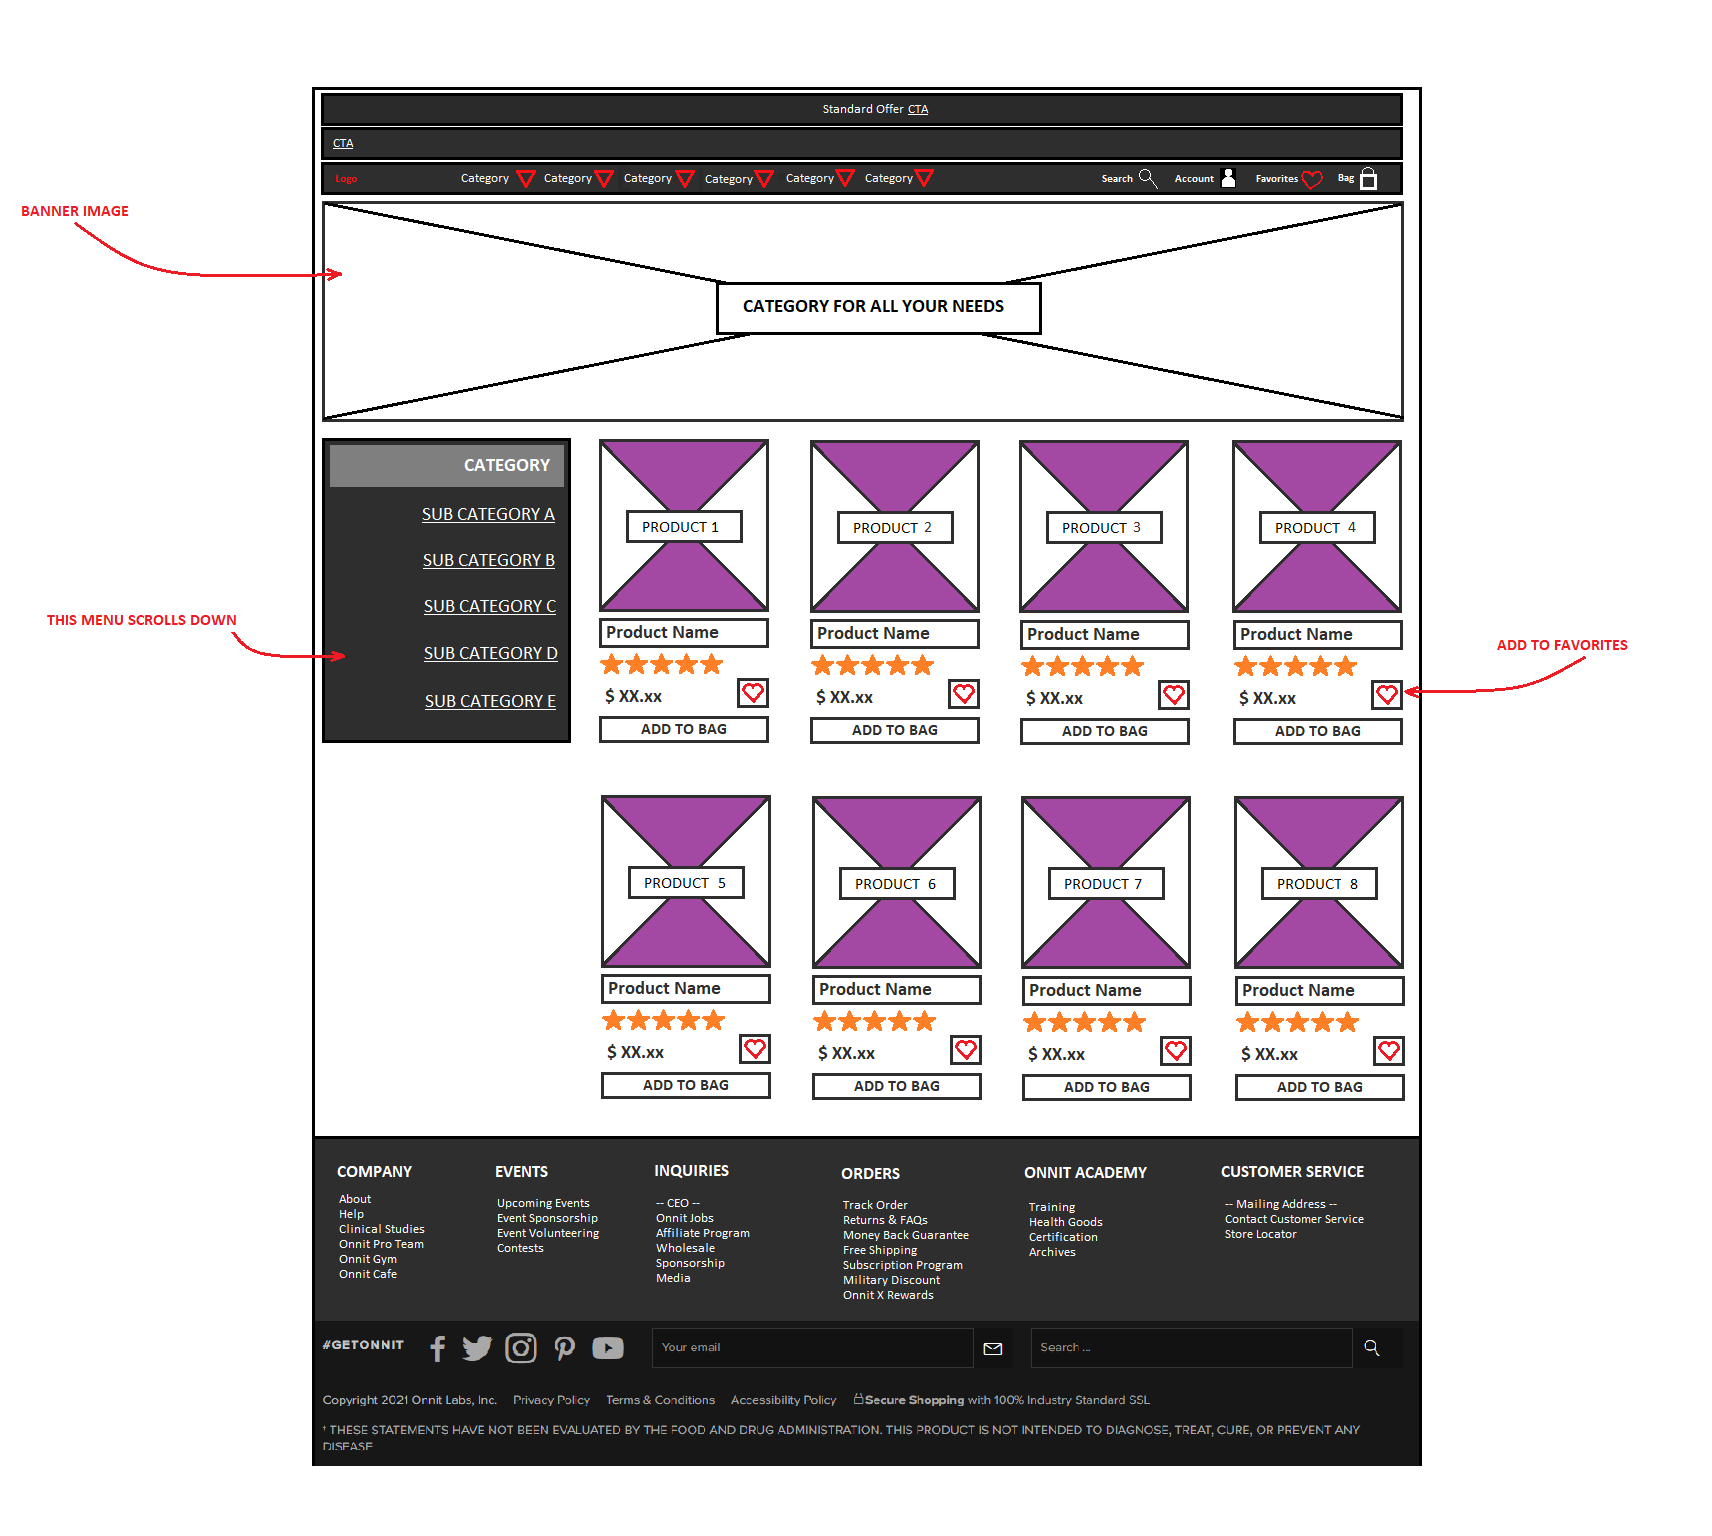 Standard Offer CTA
CTA
Logo Category Category Category Category Category Category Search Account Favorites Bag
BANNER IMAGE
CATEGORY FOR ALL YOUR NEEDS
CATEGORY
SUB CATEGORY A
SUB CATEGORY B
SUB CATEGORY C
SUB CATEGORY D
SUB CATEGORY E
THIS MENU SCROLLS DOWN
PRODUCT 1 PRODUCT 2 PRODUCT 3 PRODUCT 4
Product Name Product Name Product Name Product Name
ADD TO FAVORITES
$ XX.xx $ XX.xx $ XX.xx $ XX.xx
ADD TO BAG ADD TO BAG ADD TO BAG ADD TO BAG
PRODUCT 5 PRODUCT 6 PRODUCT 7 PRODUCT 8
Product Name Product Name Product Name Product Name
$ XX.xx $ XX.xx $ XX.xx $ XX.xx
ADD TO BAG ADD TO BAG ADD TO BAG ADD TO BAG
COMPANY
About
Help
Clinical Studies
Onnit Pro Team
Onnit Gym
Onnit Cafe
EVENTS
Upcoming Events
Event Sponsorship
Event Volunteering
Contests
INQUIRIES
-- CEO --
Onnit Jobs
Affiliate Program
Wholesale
Sponsorship
Media
ORDERS
Track Order
Returns & FAQs
Money Back Guarantee
Free Shipping
Subscription Program
Military Discount
Onnit X Rewards
ONNIT ACADEMY
Training
Health Goods
Certification
Archives
CUSTOMER SERVICE
-- Mailing Address --
Contact Customer Service
Store Locator
#GETONNIT Your email Search ...
Copyright 2021 Onnit Labs, Inc. Privacy Policy Terms & Conditions Accessibility Policy Secure Shopping with 100% Industry Standard SSL
† THESE STATEMENTS HAVE NOT BEEN EVALUATED BY THE FOOD AND DRUG ADMINISTRATION. THIS PRODUCT IS NOT INTENDED TO DIAGNOSE, TREAT, CURE, OR PREVENT ANY
DISEASE